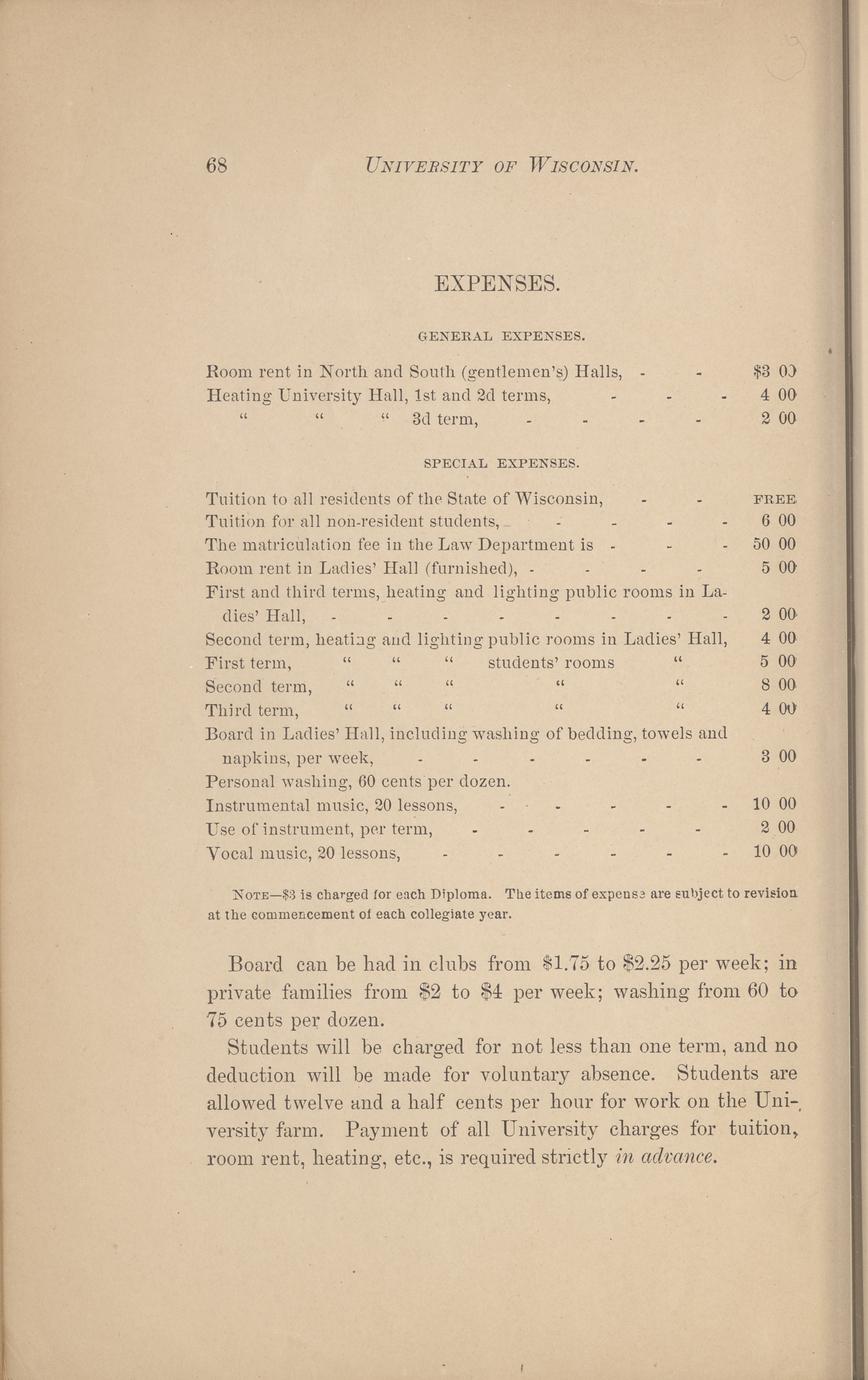 68 UNIVERSITY OF WISCONSIN.
EXPENSES.
GENERAL EXPENSES.
Room rent in North and South (gentlemen's) Halls, - - $3 00
Heating University Hall, 1st and 2d terms, - - - 4 00
“ “ “ 3d term, - - - - 2 00
SPECIAL EXPENSES.
Tuition to all residents of the State of Wisconsin, - - FREE
Tuition for all non-resident students, - - - - 6 00
The matriculation fee in the Law Department is - - - 50 00
Room rent in Ladies' Hall (furnished), - - - - 5 00
First and third terms, heating and lighting public rooms in La-
dies' Hall, - - - - - - - - 2 00
Second term, heating and lighting public rooms in Ladies' Hall, 4 00
First term, “ “ “ students' rooms “ 5 00
Second term, “ “ “ “ “ 8 00
Third term, “ “ “ “ “ 4 00
Board in Ladies' Hall, including washing of bedding, towels and
napkins, per week, - - - - - - 3 00
Personal washing, 60 cents per dozen.
Instrumental music, 20 lessons, - - - - - 10 00
Use of instrument, per term, - - - - - 2 00
Vocal music, 20 lessons, - - - - - - 10 00
NOTE—$3 is charged for each Diploma. The items of expense are subject to revision
at the commencement of each collegiate year.
Board can be had in clubs from $1.75 to $2.25 per week; in
private families from $2 to $4 per week; washing from 60 to
75 cents per dozen.
Students will be charged for not less than one term, and no
deduction will be made for voluntary absence. Students are
allowed twelve and a half cents per hour for work on the Uni-
versity farm. Payment of all University charges for tuition,
room rent, heating, etc., is required strictly in advance.